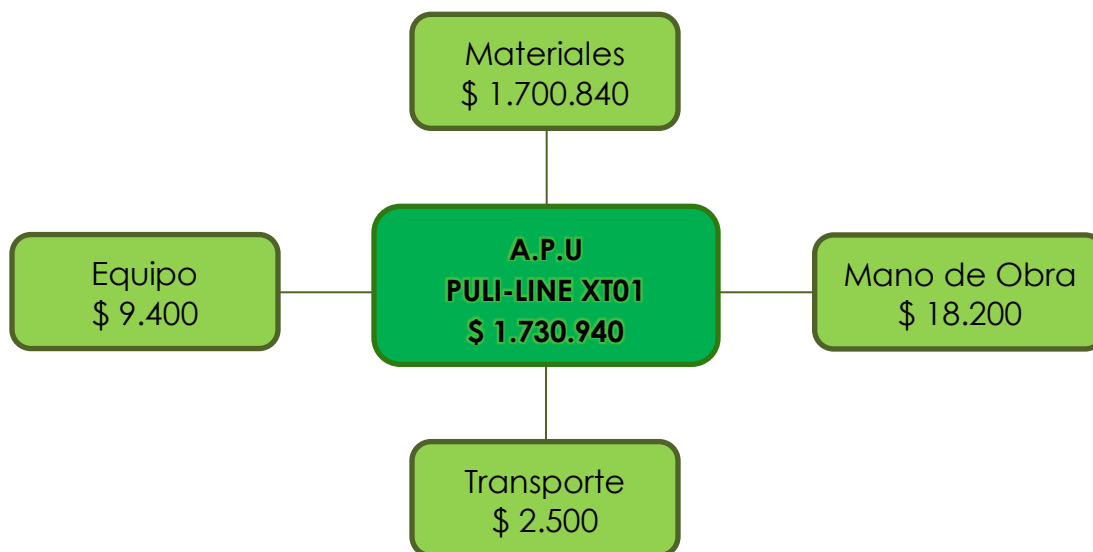 Materiales
$ 1.700.840
Equipo
$ 9.400
A.P.U
PULI-LINE XT01
$ 1.730.940
Mano de Obra
$ 18.200
Transporte
$ 2.500